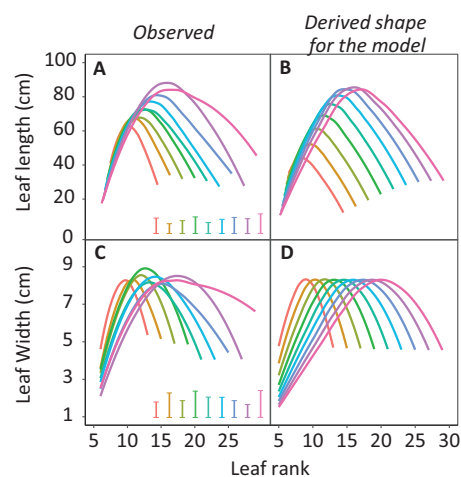 Observed
Derived shape
for the model
A
B
Leaf length (cm)
100
80
60
40
20
0
C
D
Leaf Width (cm)
9
7
5
3
1
5 10 15 20 25
5 10 15 20 25 30
Leaf rank